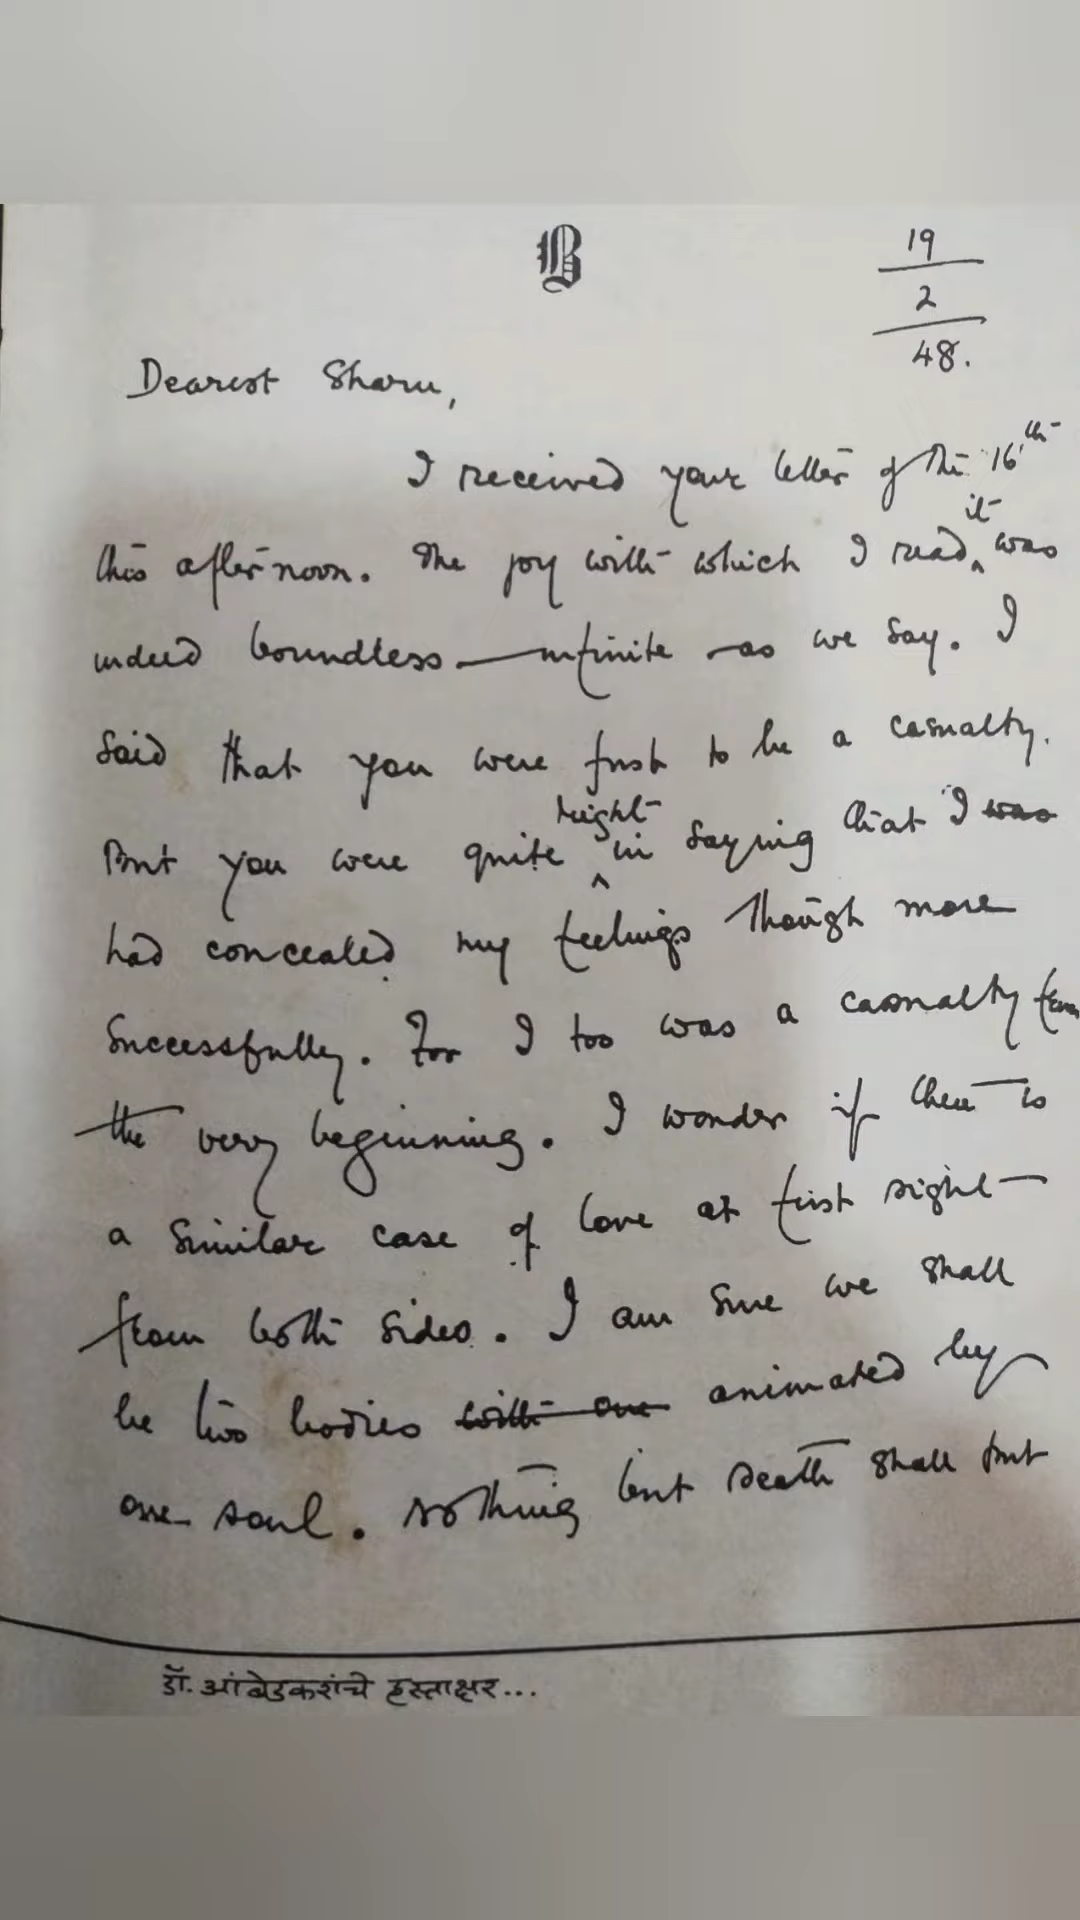 B
19
2
48.
Dearest Sharu,
I received your letter of the 16th
this afternoon. The joy with which I read it was
indeed boundless — infinite - as we say. I
said that you were first to be a casualty.
But you were quite right in saying that I was
had concealed my feelings though more
successfully. For I too was a casualty from
the very beginning. I wonder if there is
a similar case of love at first sight
from both sides. I am sure we shall
be two bodies with one animated by
one soul. Nothing but death shall put
डॉ. आंबेडकरांचे हस्ताक्षर...